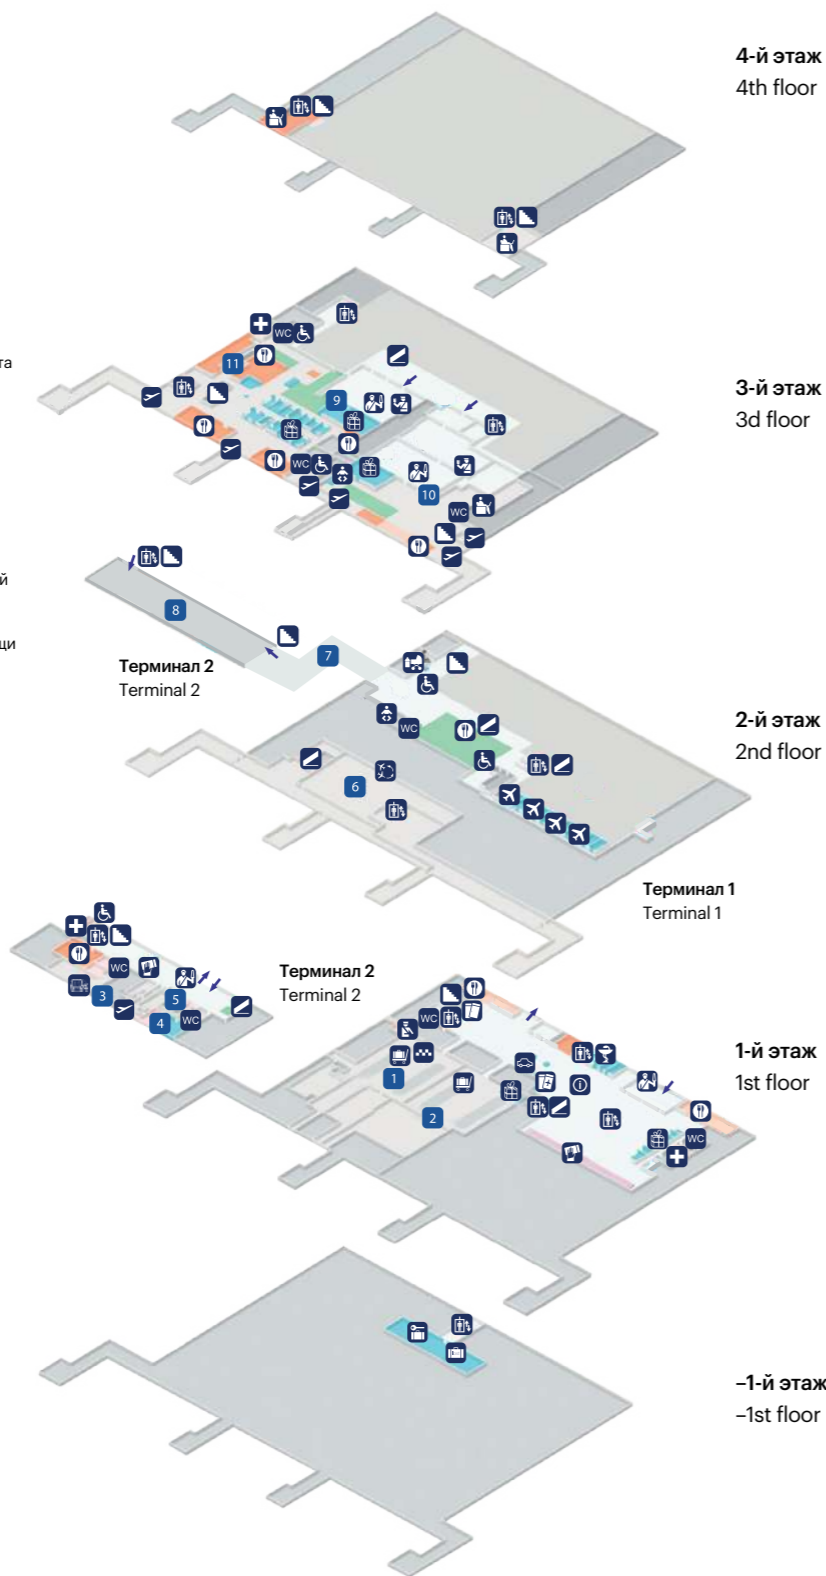 4-й этаж
4th floor
WC
11
та
9
3-й этаж
3d floor
WC
10
WC
й
8
щи
7
Терминал 2
Terminal 2
WC
2-й этаж
2nd floor
6
Терминал 1
Terminal 1
Терминал 2
Terminal 2
WC
3
5
4
WC
WC
1
1-й этаж
1st floor
2
WC
–1-й этаж
–1st floor